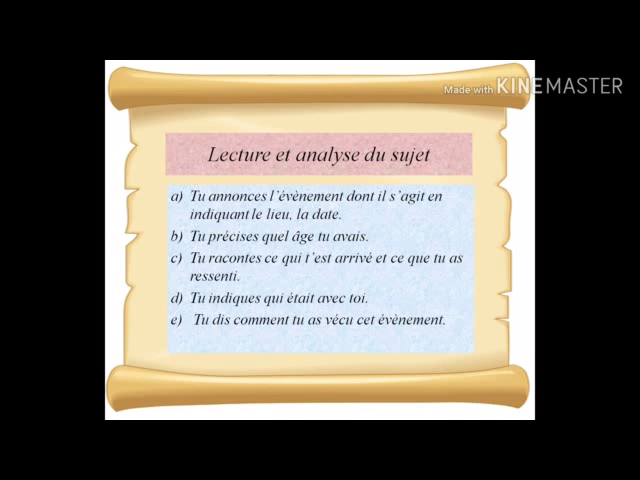 Made with KINEMASTER
Lecture et analyse du sujet
a) Tu annonces l'évènement dont il s'agit en
indiquant le lieu, la date.
b) Tu précises quel âge tu avais.
c) Tu racontes ce qui t'est arrivé et ce que tu as
ressenti.
d) Tu indiques qui était avec toi.
e) Tu dis comment tu as vécu cet évènement.